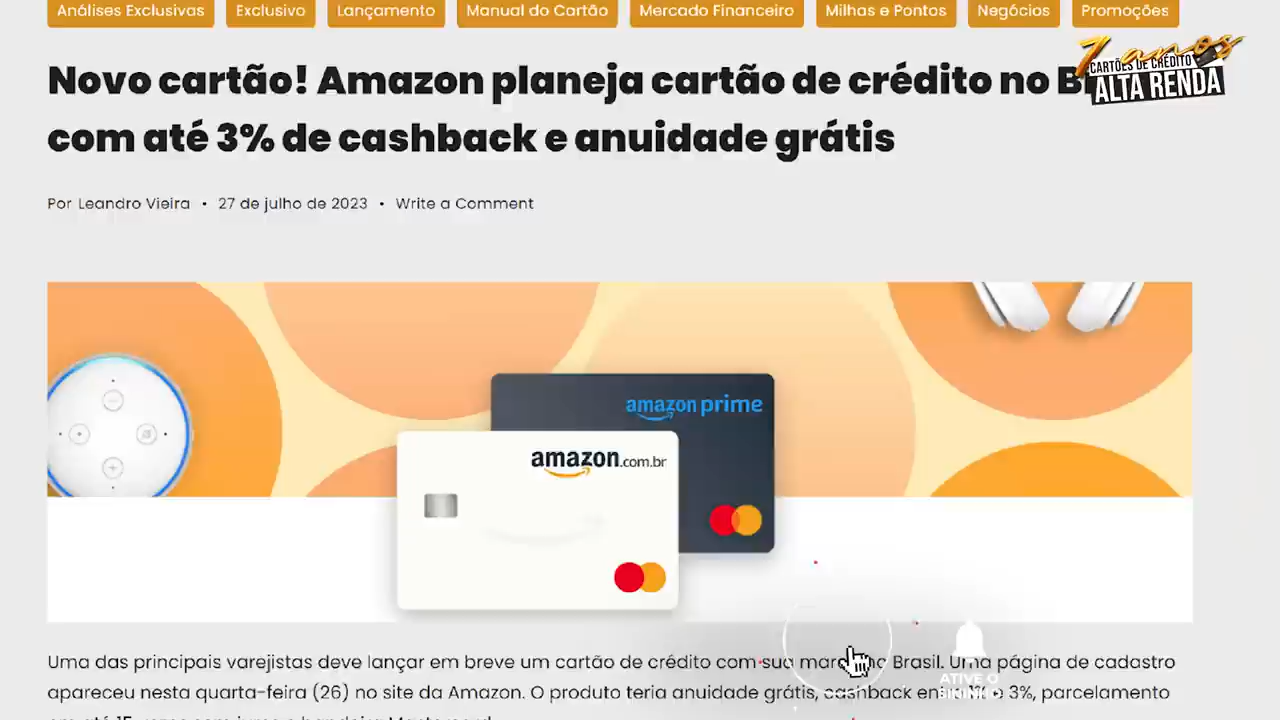 Análises Exclusivas Exclusivo Lançamento Manual do Cartão Mercado Financeiro Milhas e Pontos Negócios Promoções
7 anos
CARTÕES DE CRÉDITO
ALTA RENDA
Novo cartão! Amazon planeja cartão de crédito no
com até 3% de cashback e anuidade grátis
Por Leandro Vieira • 27 de julho de 2023 • Write a Comment
amazon prime
amazon.com.br
Uma das principais varejistas deve lançar em breve um cartão de crédito com sua Brasil. Uma página de cadastro
apareceu nesta quarta-feira (26) no site da Amazon. O produto teria anuidade grátis, cashback 3%, parcelamento
ATIVE O
SININHO